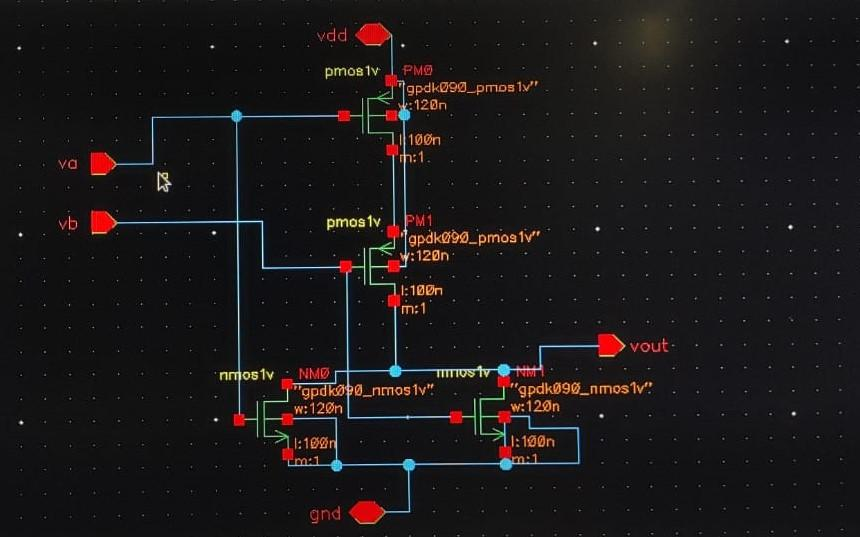 vdd
pmos1v PM0
"gpdk090_pmos1v"
w:120n
l:100n
m:1
va
vb
pmos1v PM1
"gpdk090_pmos1v"
w:120n
l:100n
m:1
vout
nmos1v NM0
"gpdk090_nmos1v"
w:120n
l:100n
m:1
nmos1v NM1
"gpdk090_nmos1v"
w:120n
l:100n
m:1
gnd